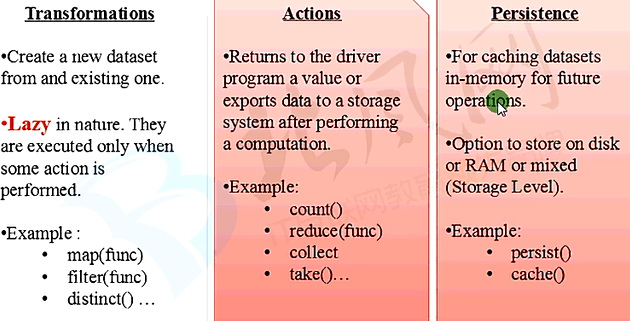 Transformations
•Create a new dataset
from and existing one.
•Lazy in nature. They
are executed only when
some action is
performed.
•Example :
• map(func)
• filter(func)
• distinct() …
Actions
•Returns to the driver
program a value or
exports data to a storage
system after performing
a computation.
•Example:
• count()
• reduce(func)
• collect
• take()…
Persistence
•For caching datasets
in-memory for future
operations.
•Option to store on disk
or RAM or mixed
(Storage Level).
•Example:
• persist()
• cache()